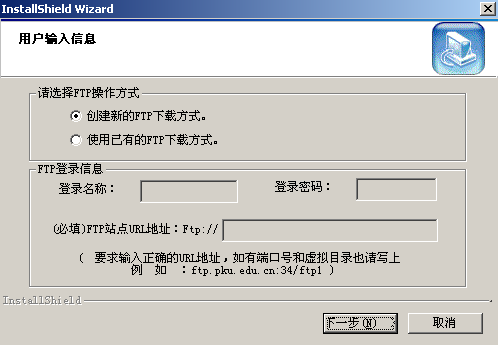 InstallShield Wizard
用户输入信息
请选择FTP操作方式
创建新的FTP下载方式。
使用已有的FTP下载方式。
FTP登录信息
登录名称： 登录密码：
(必填)FTP站点URL地址：Ftp://
( 要求输入正确的URL地址，如有端口号和虚拟目录也请写上
例 如 ：ftp.pku.edu.cn:34/ftp1 )
InstallShield
下一步(N) 取消